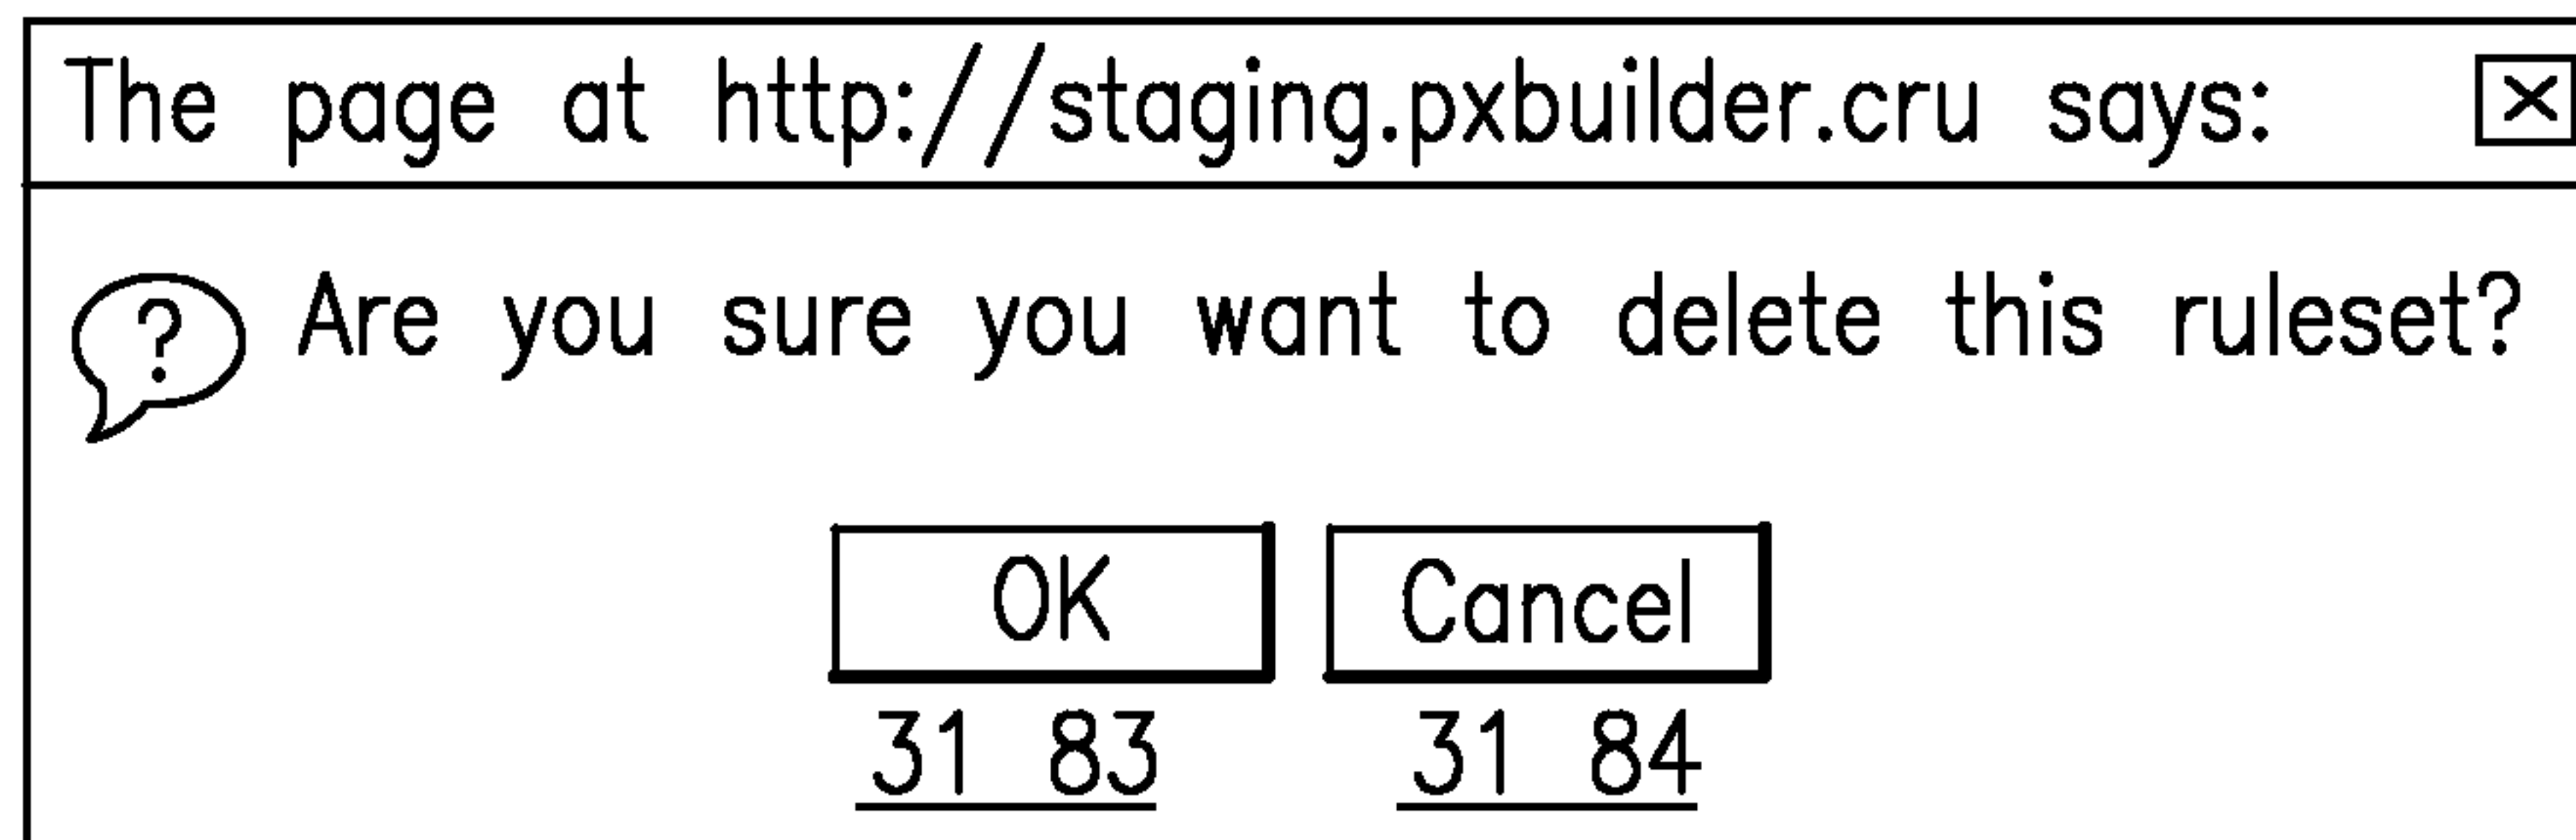 The page at http://staging.pxbuilder.cru says:
?
Are you sure you want to delete this ruleset?
OK Cancel
31 83 31 84